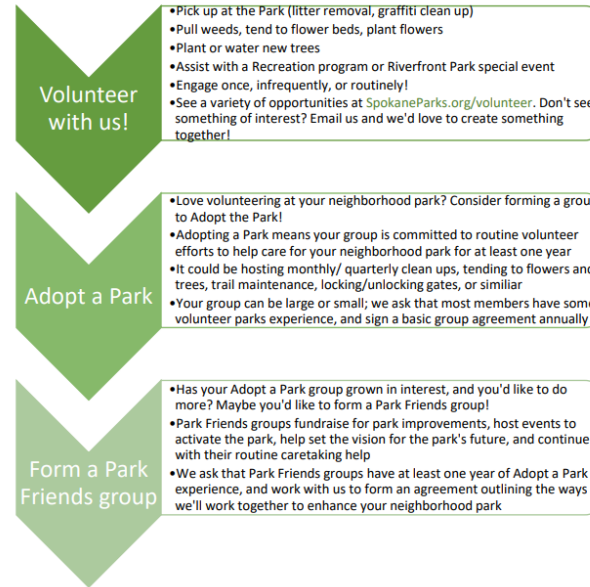 Volunteer
with us!
•Pick up at the Park (litter removal, graffiti clean up)
•Pull weeds, tend to flower beds, plant flowers
•Plant or water new trees
•Assist with a Recreation program or Riverfront Park special event
•Engage once, infrequently, or routinely!
•See a variety of opportunities at SpokaneParks.org/volunteer. Don't see
something of interest? Email us and we'd love to create something
together!
Adopt a Park
•Love volunteering at your neighborhood park? Consider forming a grou
to Adopt the Park!
•Adopting a Park means your group is committed to routine volunteer
efforts to help care for your neighborhood park for at least one year
•It could be hosting monthly/ quarterly clean ups, tending to flowers and
trees, trail maintenance, locking/unlocking gates, or similiar
•Your group can be large or small; we ask that most members have some
volunteer parks experience, and sign a basic group agreement annually
Form a Park
Friends group
•Has your Adopt a Park group grown in interest, and you'd like to do
more? Maybe you'd like to form a Park Friends group!
•Park Friends groups fundraise for park improvements, host events to
activate the park, help set the vision for the park's future, and continue
with their routine caretaking help
•We ask that Park Friends groups have at least one year of Adopt a Park
experience, and work with us to form an agreement outlining the ways
we'll work together to enhance your neighborhood park